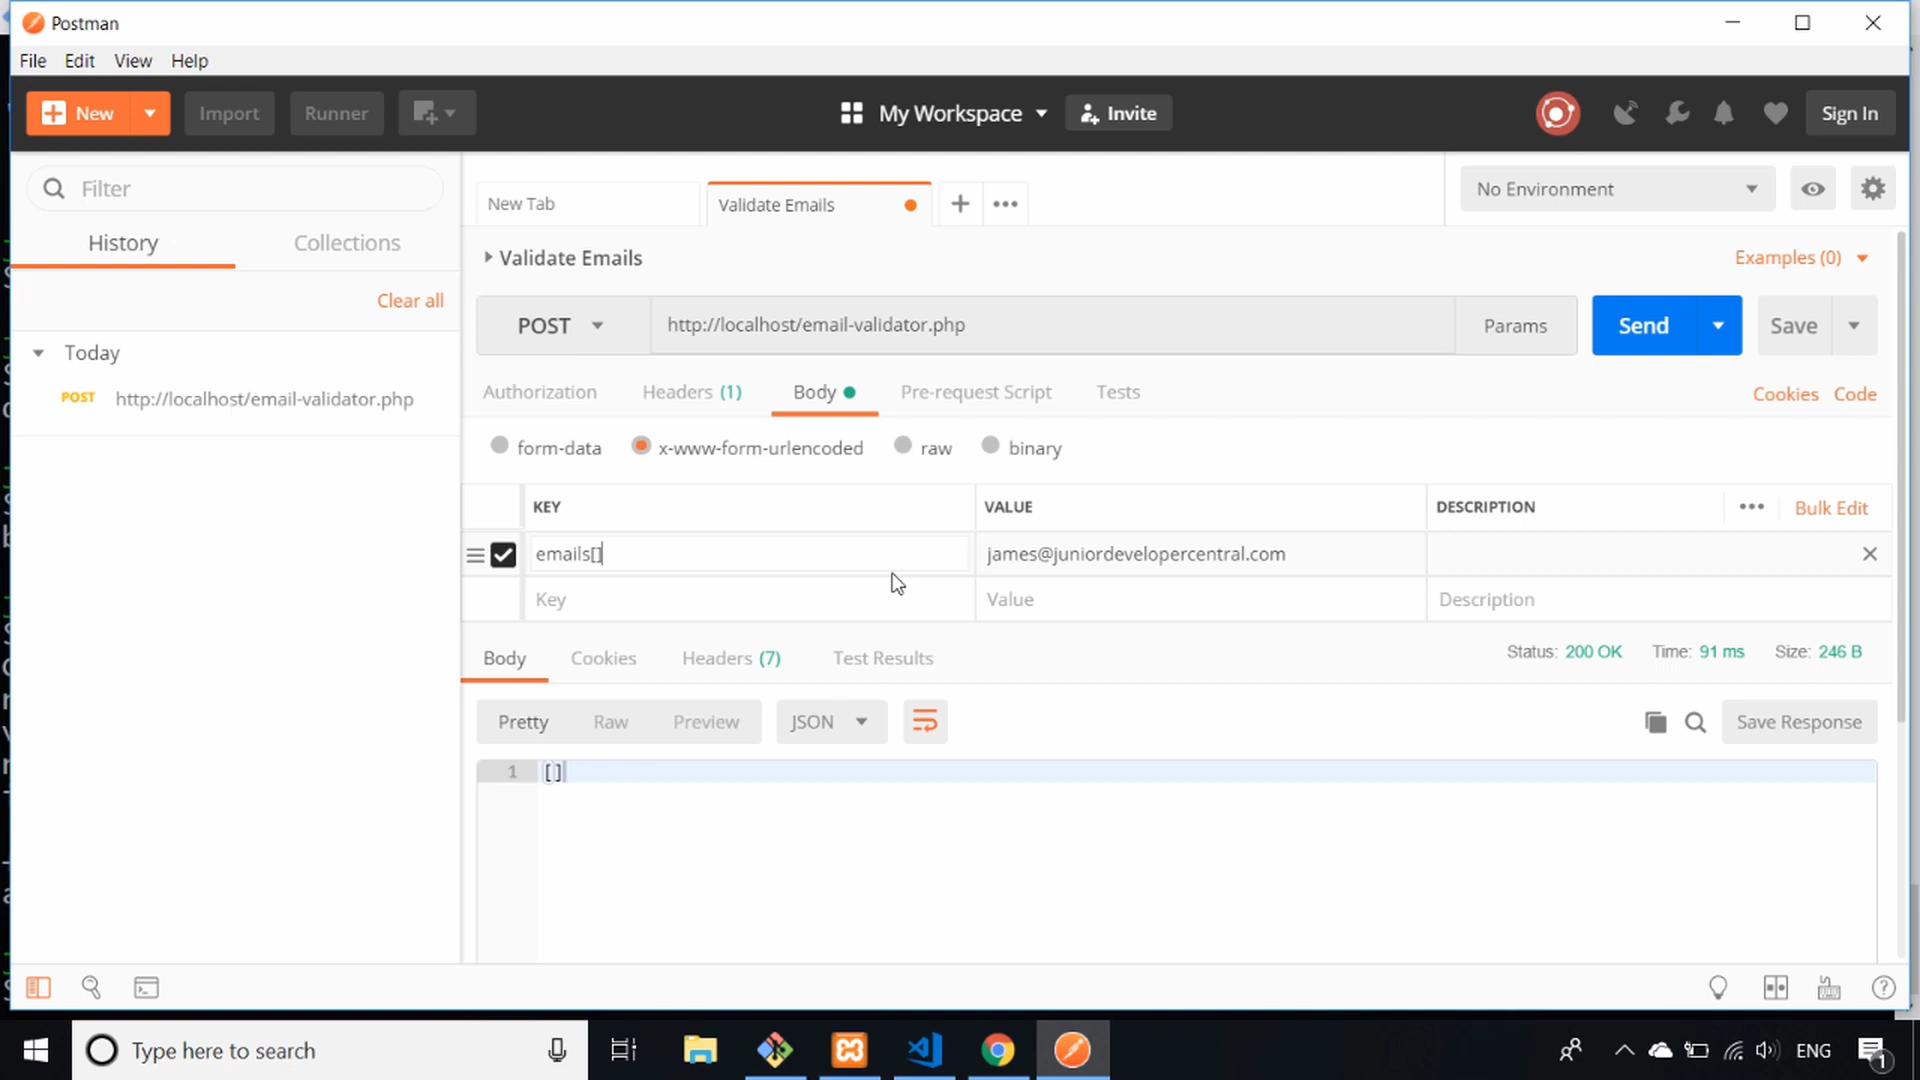 Postman
File Edit View Help
New Import Runner My Workspace Invite Sign In
Filter
History Collections
Clear all
Today
POST http://localhost/email-validator.php
New Tab Validate Emails No Environment
Validate Emails Examples (0)
POST http://localhost/email-validator.php Params Send Save
Authorization Headers (1) Body Pre-request Script Tests Cookies Code
form-data x-www-form-urlencoded raw binary
KEY VALUE DESCRIPTION Bulk Edit
emails[] james@juniordevelopercentral.com
Key Value Description
Body Cookies Headers (7) Test Results Status: 200 OK Time: 91 ms Size: 246 B
Pretty Raw Preview JSON Save Response
1 []
Type here to search ENG 1